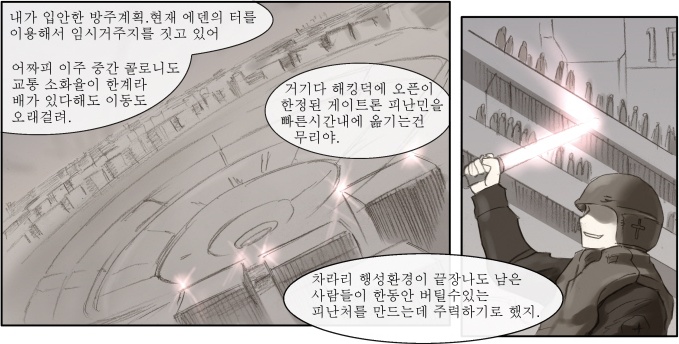 내가 입안한 방주계획.현재 에덴의 터를
이용해서 임시거주지를 짓고 있어
어짜피 이주 중간 콜로니도
교통 소화율이 한계라
배가 있다해도 이동도
오래걸려.
거기다 해킹덕에 오픈이
한정된 게이트론 피난민을
빠른시간내에 옮기는건
무리야.
차라리 행성환경이 끝장나도 남은
사람들이 한동안 버틸수있는
피난처를 만드는데 주력하기로 했지.